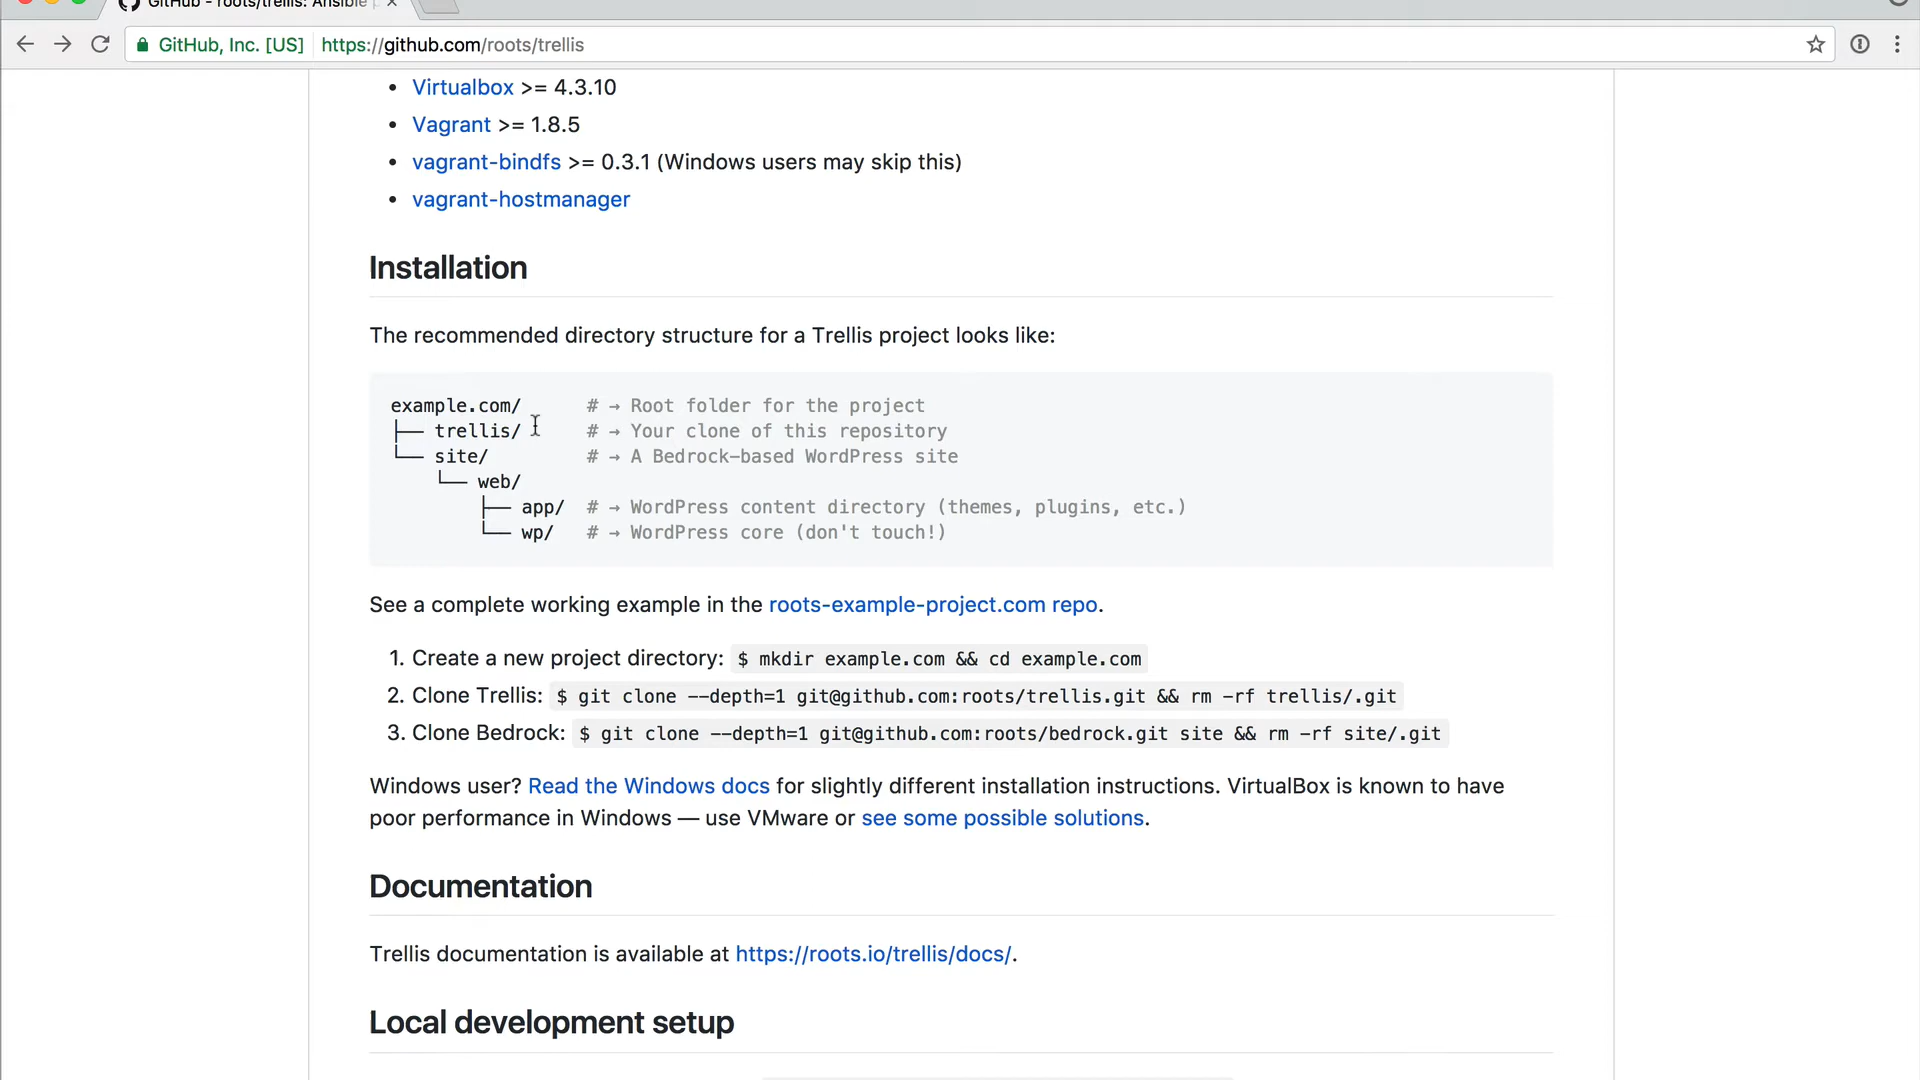 GitHub - roots/trellis: Ansible p
GitHub, Inc. [US] https://github.com/roots/trellis
• Virtualbox >= 4.3.10
• Vagrant >= 1.8.5
• vagrant-bindfs >= 0.3.1 (Windows users may skip this)
• vagrant-hostmanager
Installation
The recommended directory structure for a Trellis project looks like:
example.com/ # → Root folder for the project
├── trellis/ # → Your clone of this repository
└── site/ # → A Bedrock-based WordPress site
└── web/
├── app/ # → WordPress content directory (themes, plugins, etc.)
└── wp/ # → WordPress core (don't touch!)
See a complete working example in the roots-example-project.com repo.
1. Create a new project directory: $ mkdir example.com && cd example.com
2. Clone Trellis: $ git clone --depth=1 git@github.com:roots/trellis.git && rm -rf trellis/.git
3. Clone Bedrock: $ git clone --depth=1 git@github.com:roots/bedrock.git site && rm -rf site/.git
Windows user? Read the Windows docs for slightly different installation instructions. VirtualBox is known to have
poor performance in Windows — use VMware or see some possible solutions.
Documentation
Trellis documentation is available at https://roots.io/trellis/docs/.
Local development setup